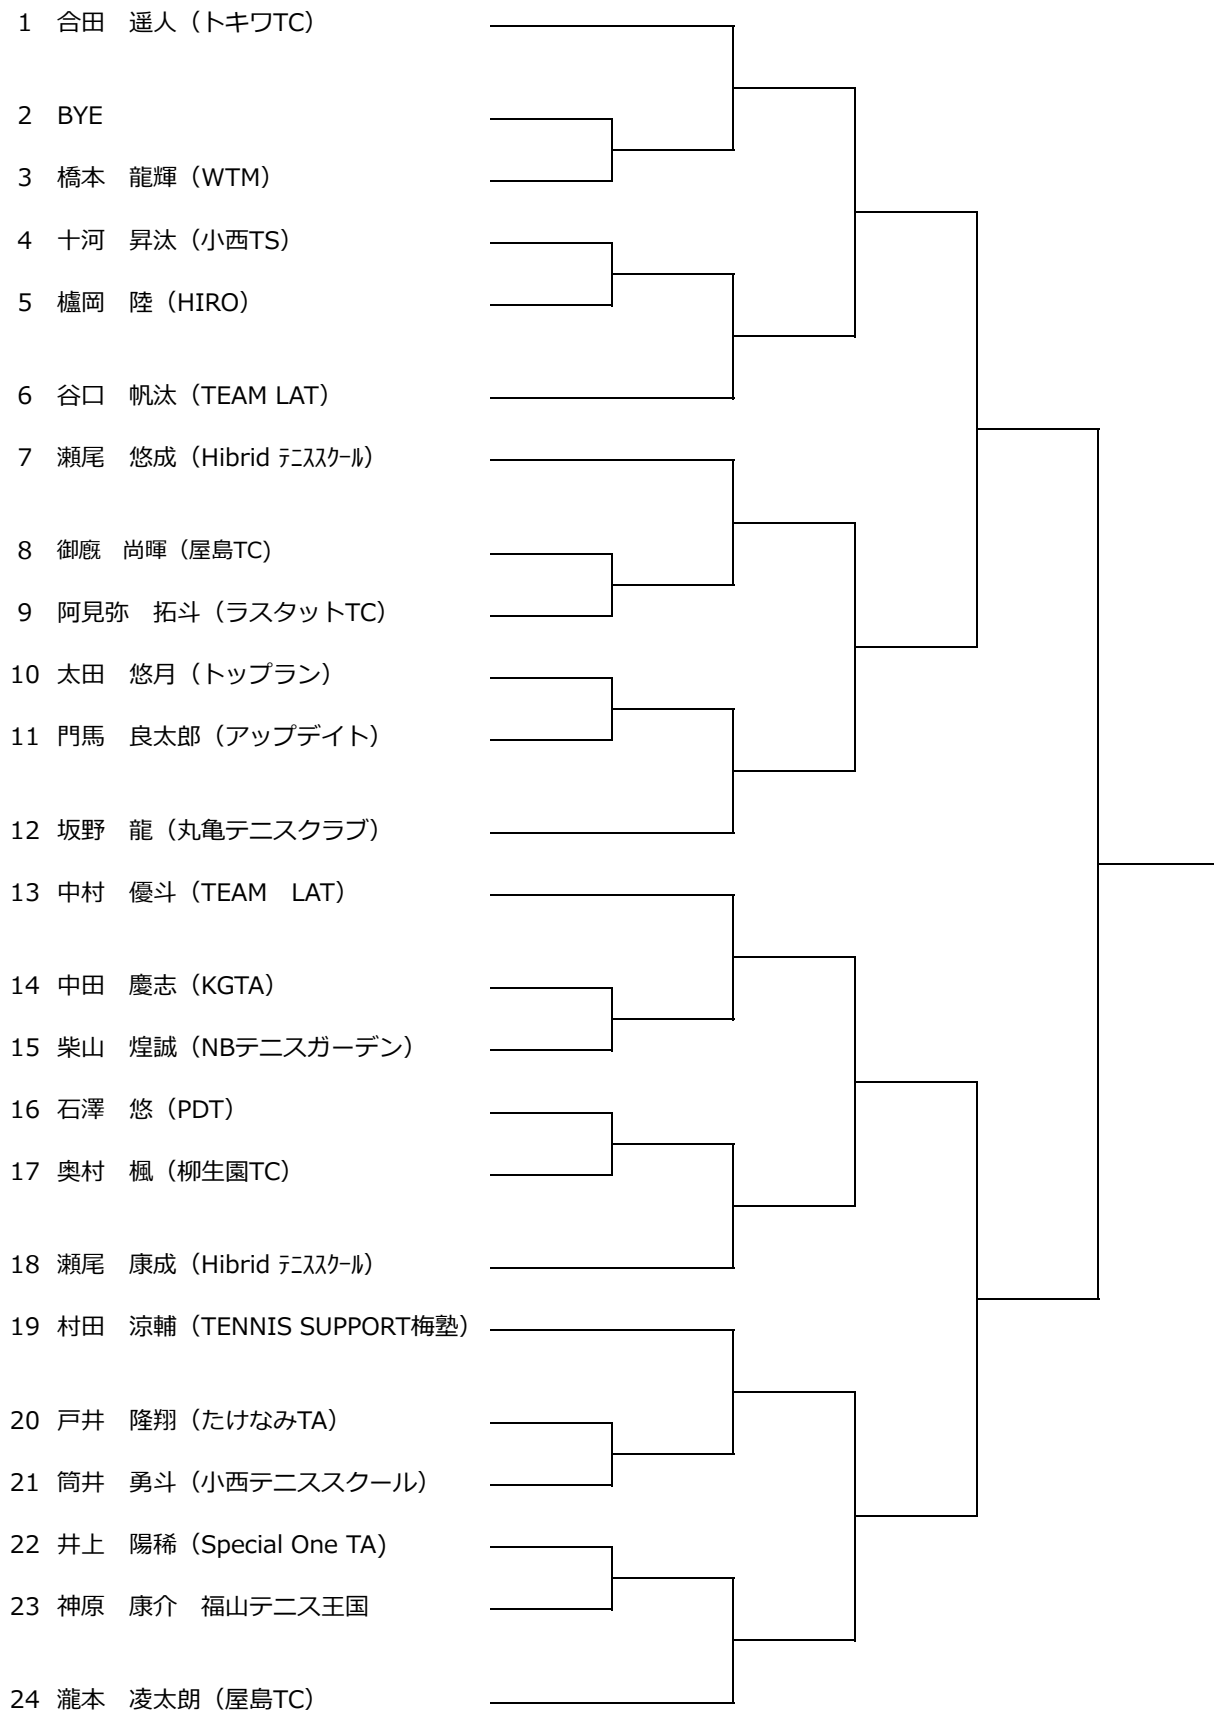 1 合田　遥人（トキワTC）
2 BYE
3 橋本　龍輝（WTM）
4 十河　昇汰（小西TS）
5 櫨岡　陸（HIRO）
6 谷口　帆汰（TEAM LAT）
7 瀬尾　悠成（Hibrid ﾃﾆｽｽｸｰﾙ）
8 御廐　尚暉（屋島TC)
9 阿見弥　拓斗（ラスタットTC）
10 太田　悠月（トップラン）
11 門馬　良太郎（アップデイト）
12 坂野　龍（丸亀テニスクラブ）
13 中村　優斗（TEAM　LAT）
14 中田　慶志（KGTA）
15 柴山　煌誠（NBテニスガーデン）
16 石澤　悠（PDT）
17 奥村　楓（柳生園TC）
18 瀬尾　康成（Hibrid ﾃﾆｽｽｸｰﾙ）
19 村田　涼輔（TENNIS SUPPORT梅塾）
20 戸井　隆翔（たけなみTA）
21 筒井　勇斗（小西テニススクール）
22 井上　陽稀（Special One TA)
23 神原　康介　福山テニス王国
24 瀧本　凌太朗（屋島TC）